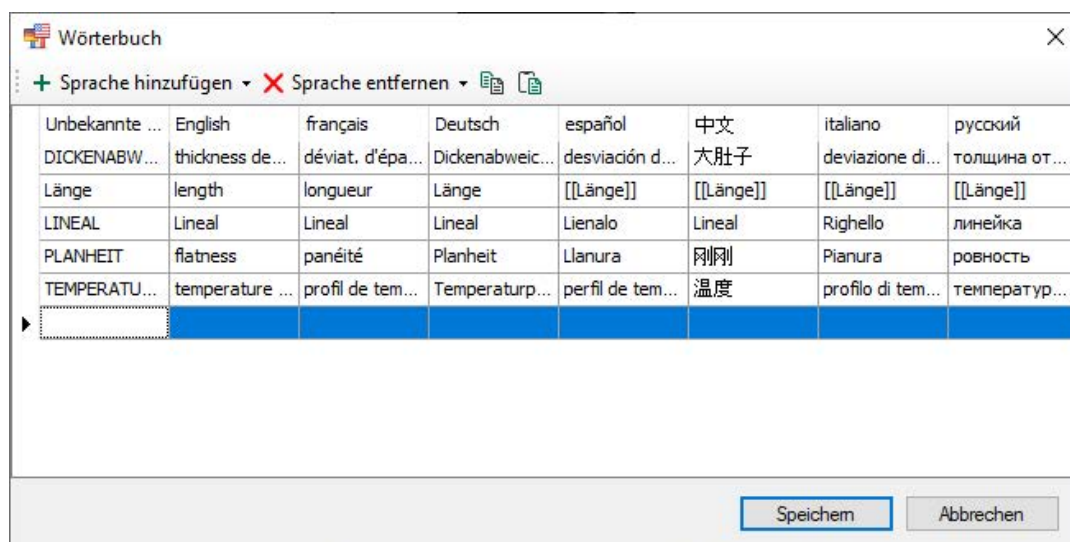 Wörterbuch
Sprache hinzufügen Sprache entfernen
Unbekannte ... English français Deutsch español 中文 italiano русский
DICKENABW... thickness de... déviat. d'épa... Dickenabweic... desviación d... 大肚子 deviazione di... толщина от...
Länge length longueur Länge [[Länge]] [[Länge]] [[Länge]] [[Länge]]
LINEAL Lineal Lineal Lineal Lienalo Lineal Righello линейка
PLANHEIT flatness panéité Planheit Llanura 刚刚 Pianura ровность
TEMPERATU... temperature ... profil de tem... Temperaturp... perfil de tem... 温度 profilo di tem... температур...
Speichern Abbrechen